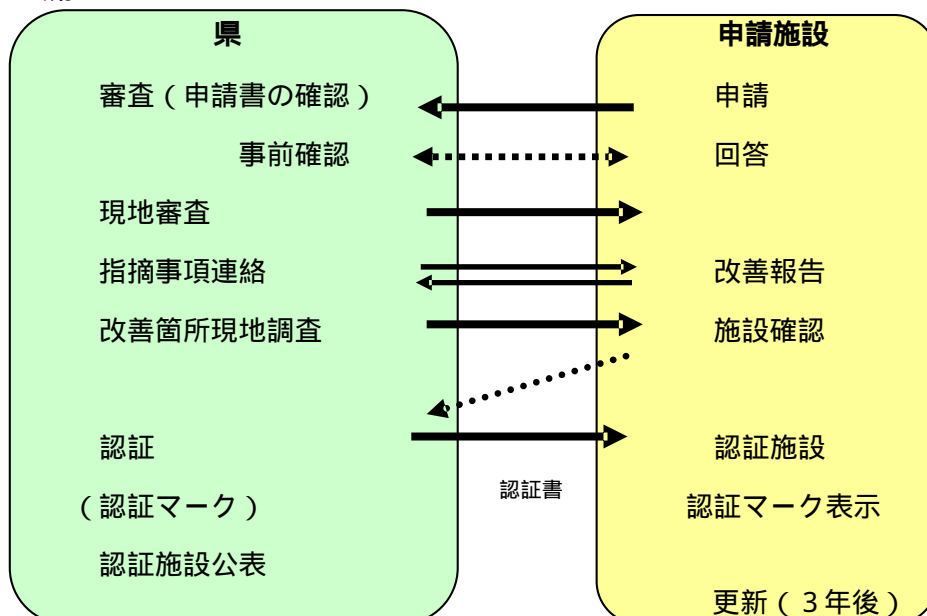 県 申請施設
審査（申請書の確認） 申請
事前確認 回答
現地審査
指摘事項連絡 改善報告
改善箇所現地調査 施設確認
認証 認証施設
認証書
（認証マーク） 認証マーク表示
認証施設公表
更新（３年後）